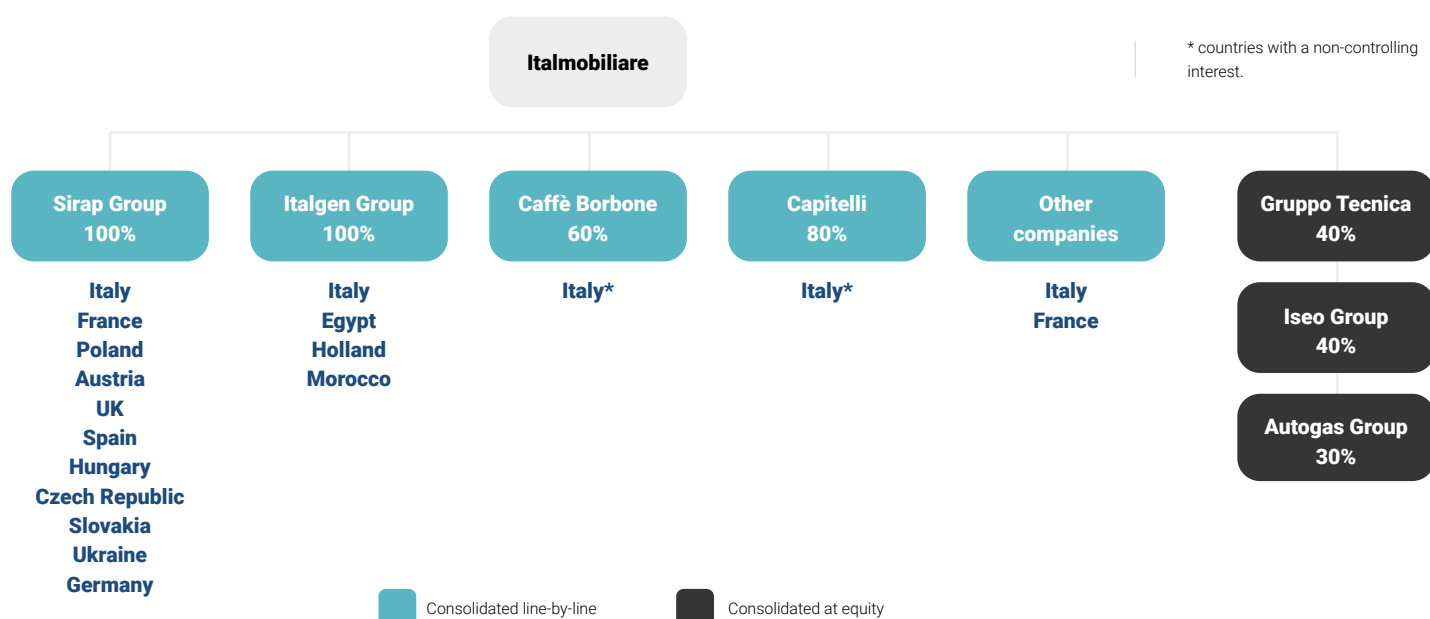 Italmobiliare
* countries with a non-controlling
interest.
Sirap Group
100%
Italy
France
Poland
Austria
UK
Spain
Hungary
Czech Republic
Slovakia
Ukraine
Germany
Italgen Group
100%
Italy
Egypt
Holland
Morocco
Caffè Borbone
60%
Italy*
Capitelli
80%
Italy*
Other
companies
Italy
France
Gruppo Tecnica
40%
Iseo Group
40%
Autogas Group
30%
Consolidated line-by-line
Consolidated at equity